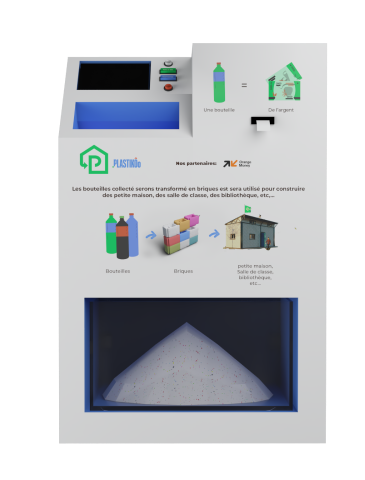 Une bouteille
=
De l'argent
PLASTIKÔu
Nos partenaires:
Orange
Money
Les bouteilles collecté serons transformé en briques est sera utilisé pour construire
des petite maison, des salle de classe, des bibliothèque, etc,...
Bouteilles
Briques
petits maison,
Salle de classe,
bibliothèque,
etc...